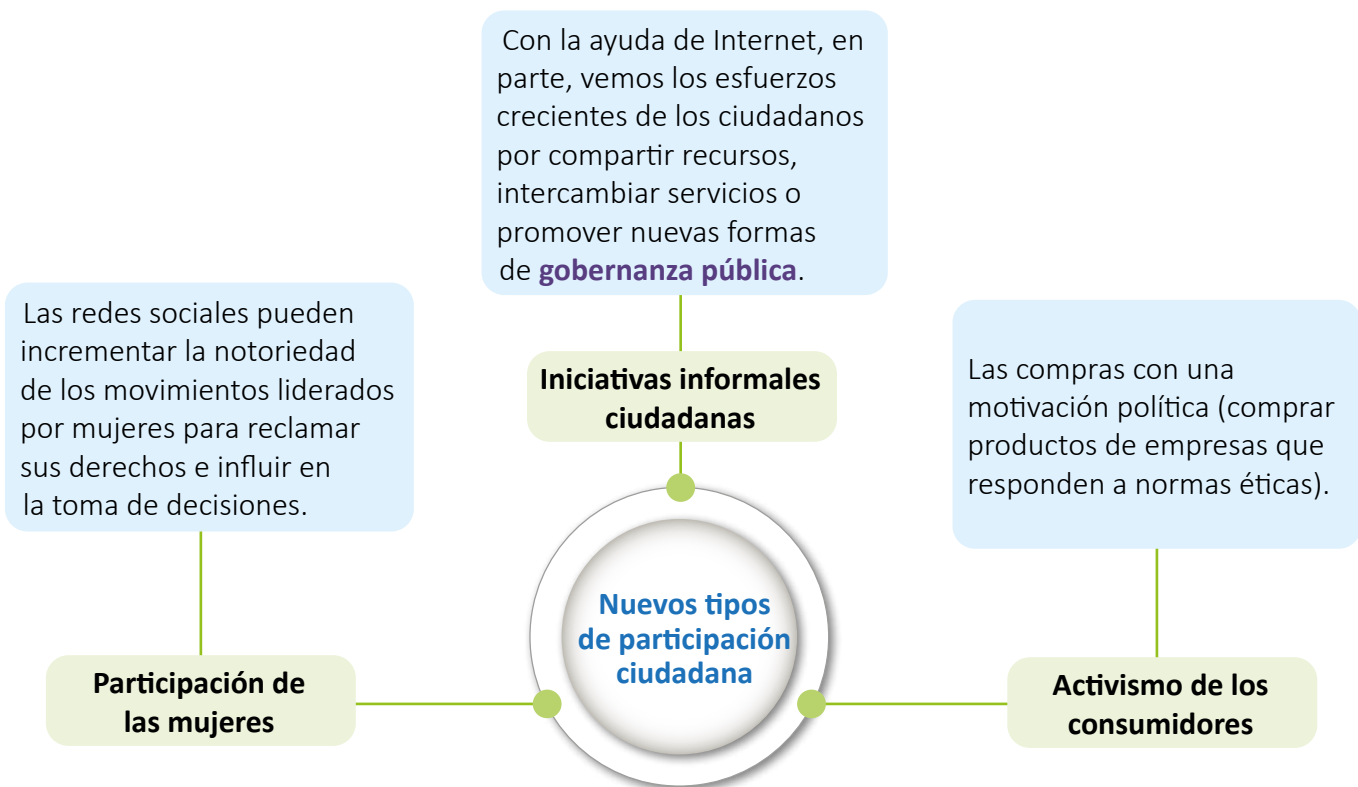 Con la ayuda de Internet, en
parte, vemos los esfuerzos
crecientes de los ciudadanos
por compartir recursos,
intercambiar servicios o
promover nuevas formas
de gobernanza pública.
Las redes sociales pueden
incrementar la notoriedad
de los movimientos liderados
por mujeres para reclamar
sus derechos e influir en
la toma de decisiones.
Iniciativas informales
ciudadanas
Las compras con una
motivación política (comprar
productos de empresas que
responden a normas éticas).
Nuevos tipos
de participación
ciudadana
Participación de
las mujeres
Activismo de los
consumidores